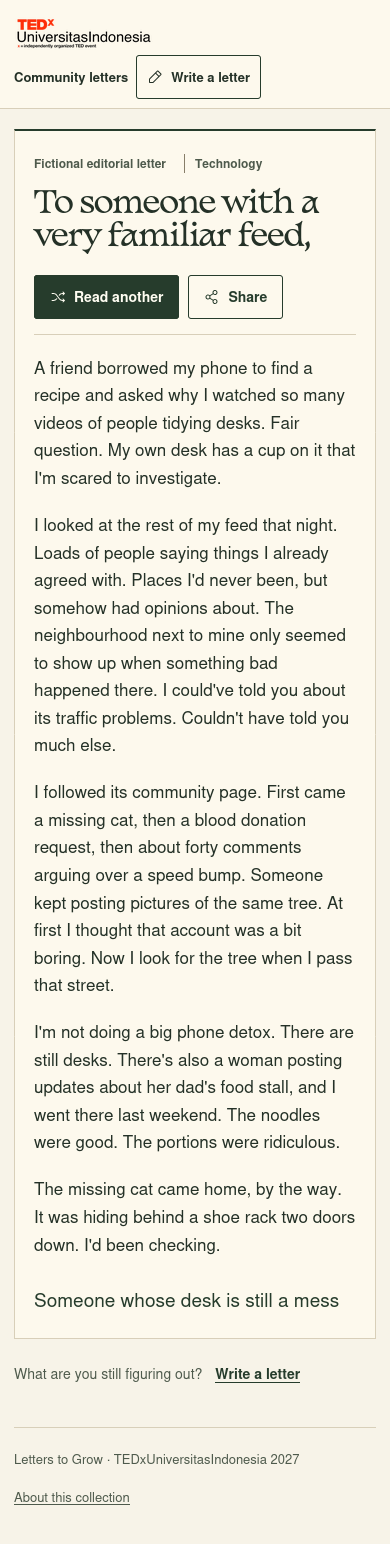 TEDx
UniversitasIndonesia
x = independently organized TED event
Community letters
Write a letter
Fictional editorial letter
Technology
To someone with a
very familiar feed,
Read another
Share
A friend borrowed my phone to find a
recipe and asked why I watched so many
videos of people tidying desks. Fair
question. My own desk has a cup on it that
I'm scared to investigate.
I looked at the rest of my feed that night.
Loads of people saying things I already
agreed with. Places I'd never been, but
somehow had opinions about. The
neighbourhood next to mine only seemed
to show up when something bad
happened there. I could've told you about
its traffic problems. Couldn't have told you
much else.
I followed its community page. First came
a missing cat, then a blood donation
request, then about forty comments
arguing over a speed bump. Someone
kept posting pictures of the same tree. At
first I thought that account was a bit
boring. Now I look for the tree when I pass
that street.
I'm not doing a big phone detox. There are
still desks. There's also a woman posting
updates about her dad's food stall, and I
went there last weekend. The noodles
were good. The portions were ridiculous.
The missing cat came home, by the way.
It was hiding behind a shoe rack two doors
down. I'd been checking.
Someone whose desk is still a mess
What are you still figuring out?
Write a letter
Letters to Grow · TEDxUniversitasIndonesia 2027
About this collection